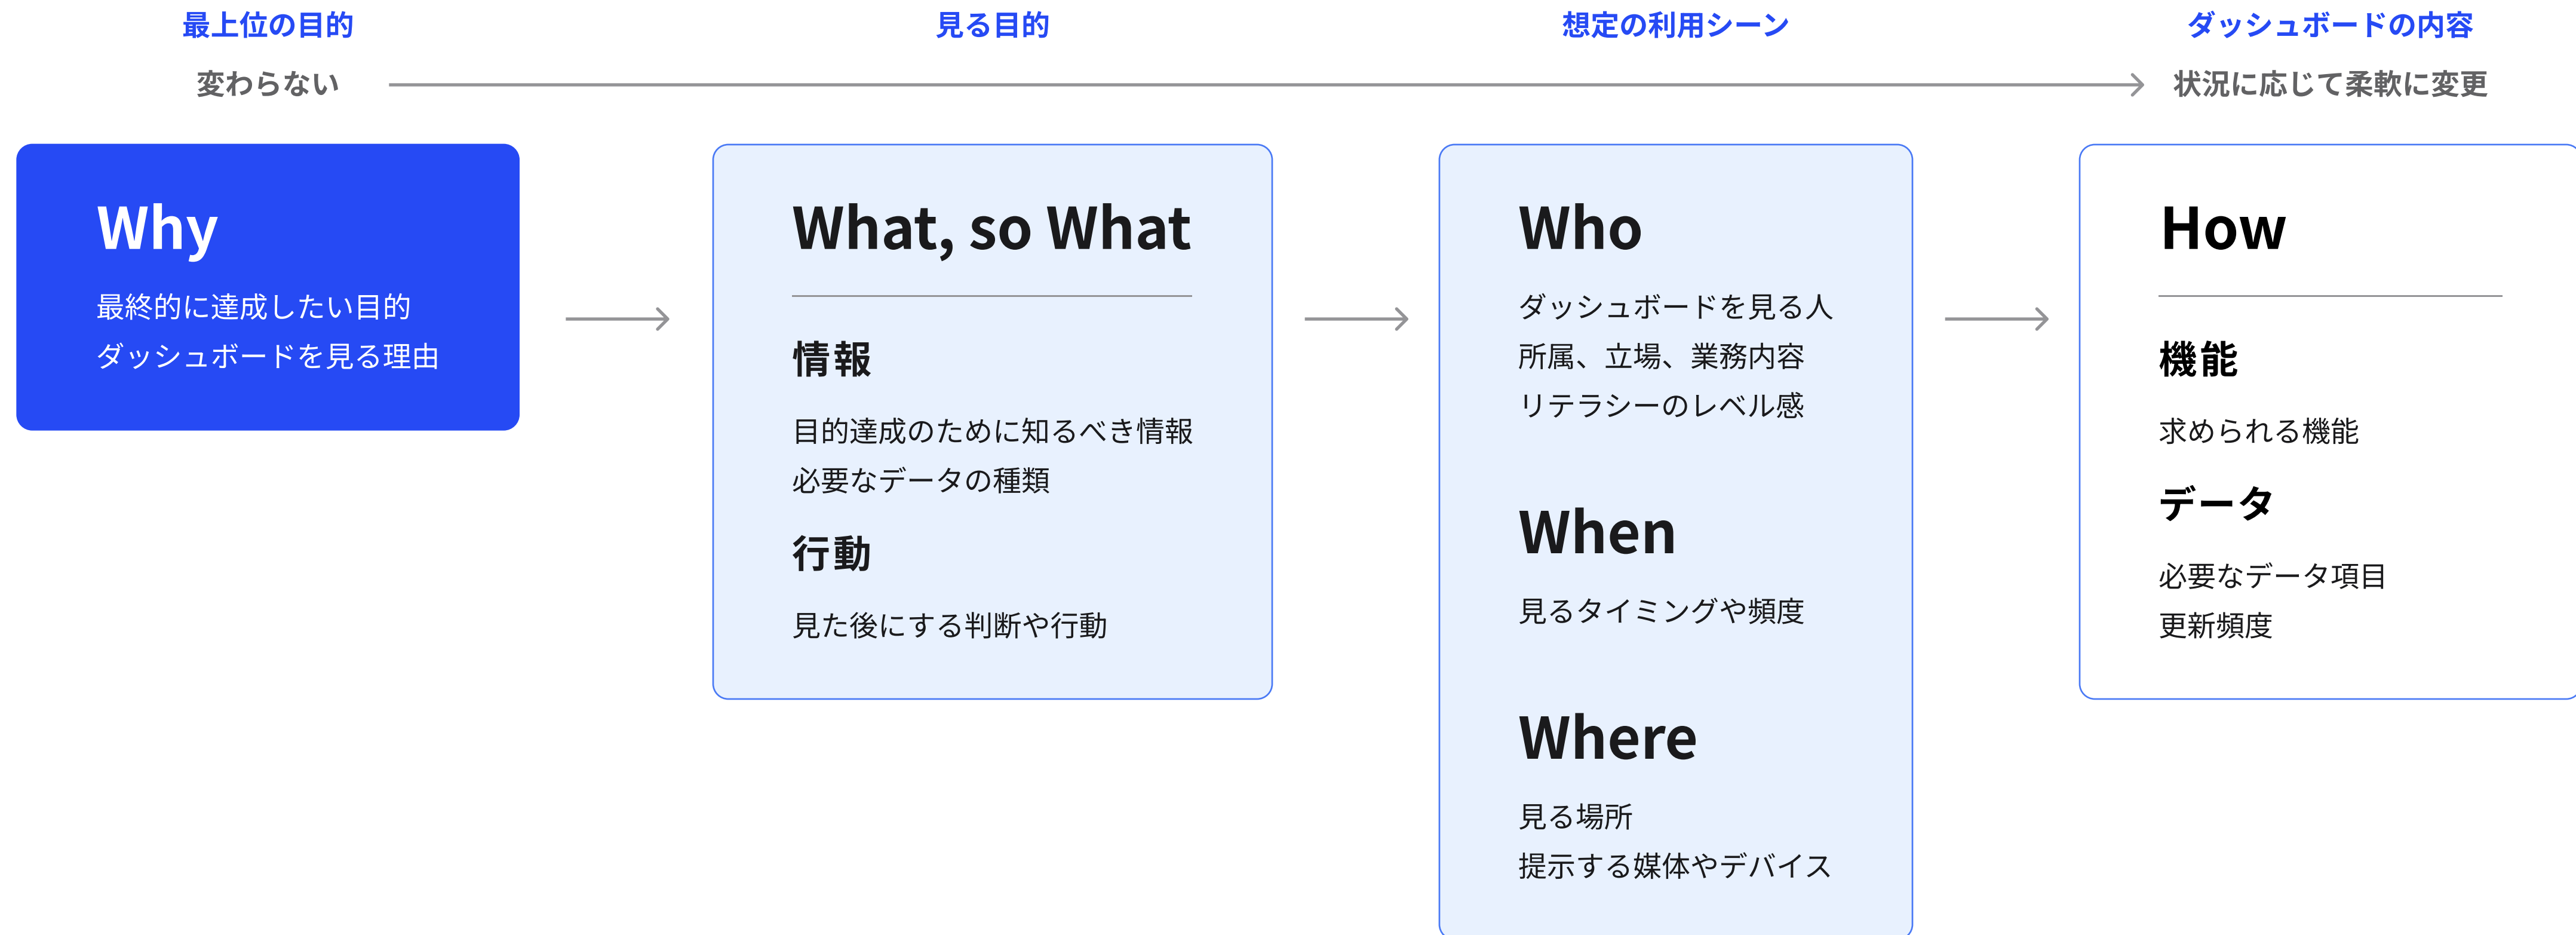 最上位の目的
見る目的
想定の利用シーン
ダッシュボードの内容
変わらない
状況に応じて柔軟に変更
Why
最終的に達成したい目的
ダッシュボードを見る理由
What, so What
情報
目的達成のために知るべき情報
必要なデータの種類
行動
見た後にする判断や行動
Who
ダッシュボードを見る人
所属、立場、業務内容
リテラシーのレベル感
When
見るタイミングや頻度
Where
見る場所
提示する媒体やデバイス
How
機能
求められる機能
データ
必要なデータ項目
更新頻度